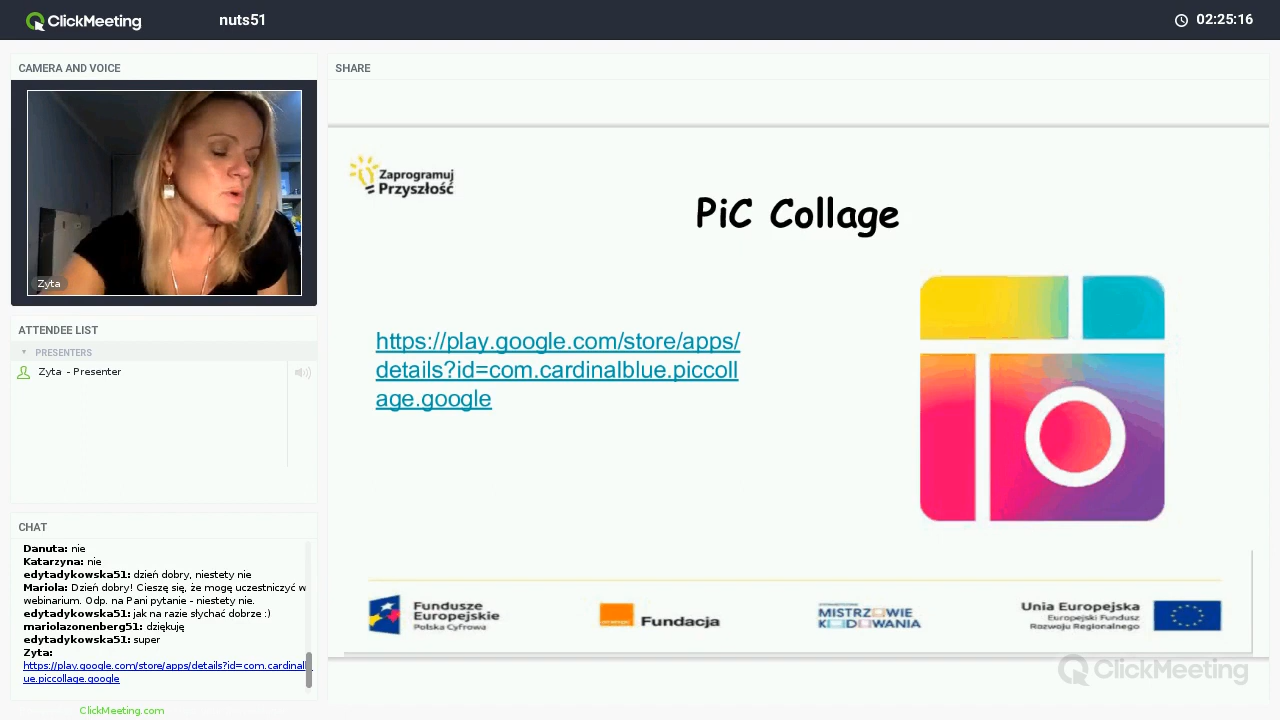 ClickMeeting
nuts51
02:25:16
CAMERA AND VOICE
Zyta
ATTENDEE LIST
PRESENTERS
Zyta - Presenter
CHAT
Danuta: nie
Katarzyna: nie
edytadykowska51: dzień dobry, niestety nie
Mariola: Dzień dobry! Cieszę się, że mogę uczestniczyć w
webinarium. Odp. na Pani pytanie - niestety nie.
edytadykowska51: jak na razie słychać dobrze :)
mariolazonenberg51: dziękuję
edytadykowska51: super
Zyta:
https://play.google.com/store/apps/details?id=com.cardinalbl
ue.piccollage.google
ClickMeeting.com
SHARE
Zaprogramuj
Przyszłość
PiC Collage
https://play.google.com/store/apps/
details?id=com.cardinalblue.piccoll
age.google
Fundusze
Europejskie
Polska Cyfrowa
Fundacja
MISTRZOWIE
KODOWANIA
Unia Europejska
Europejski Fundusz
Rozwoju Regionalnego
ClickMeeting